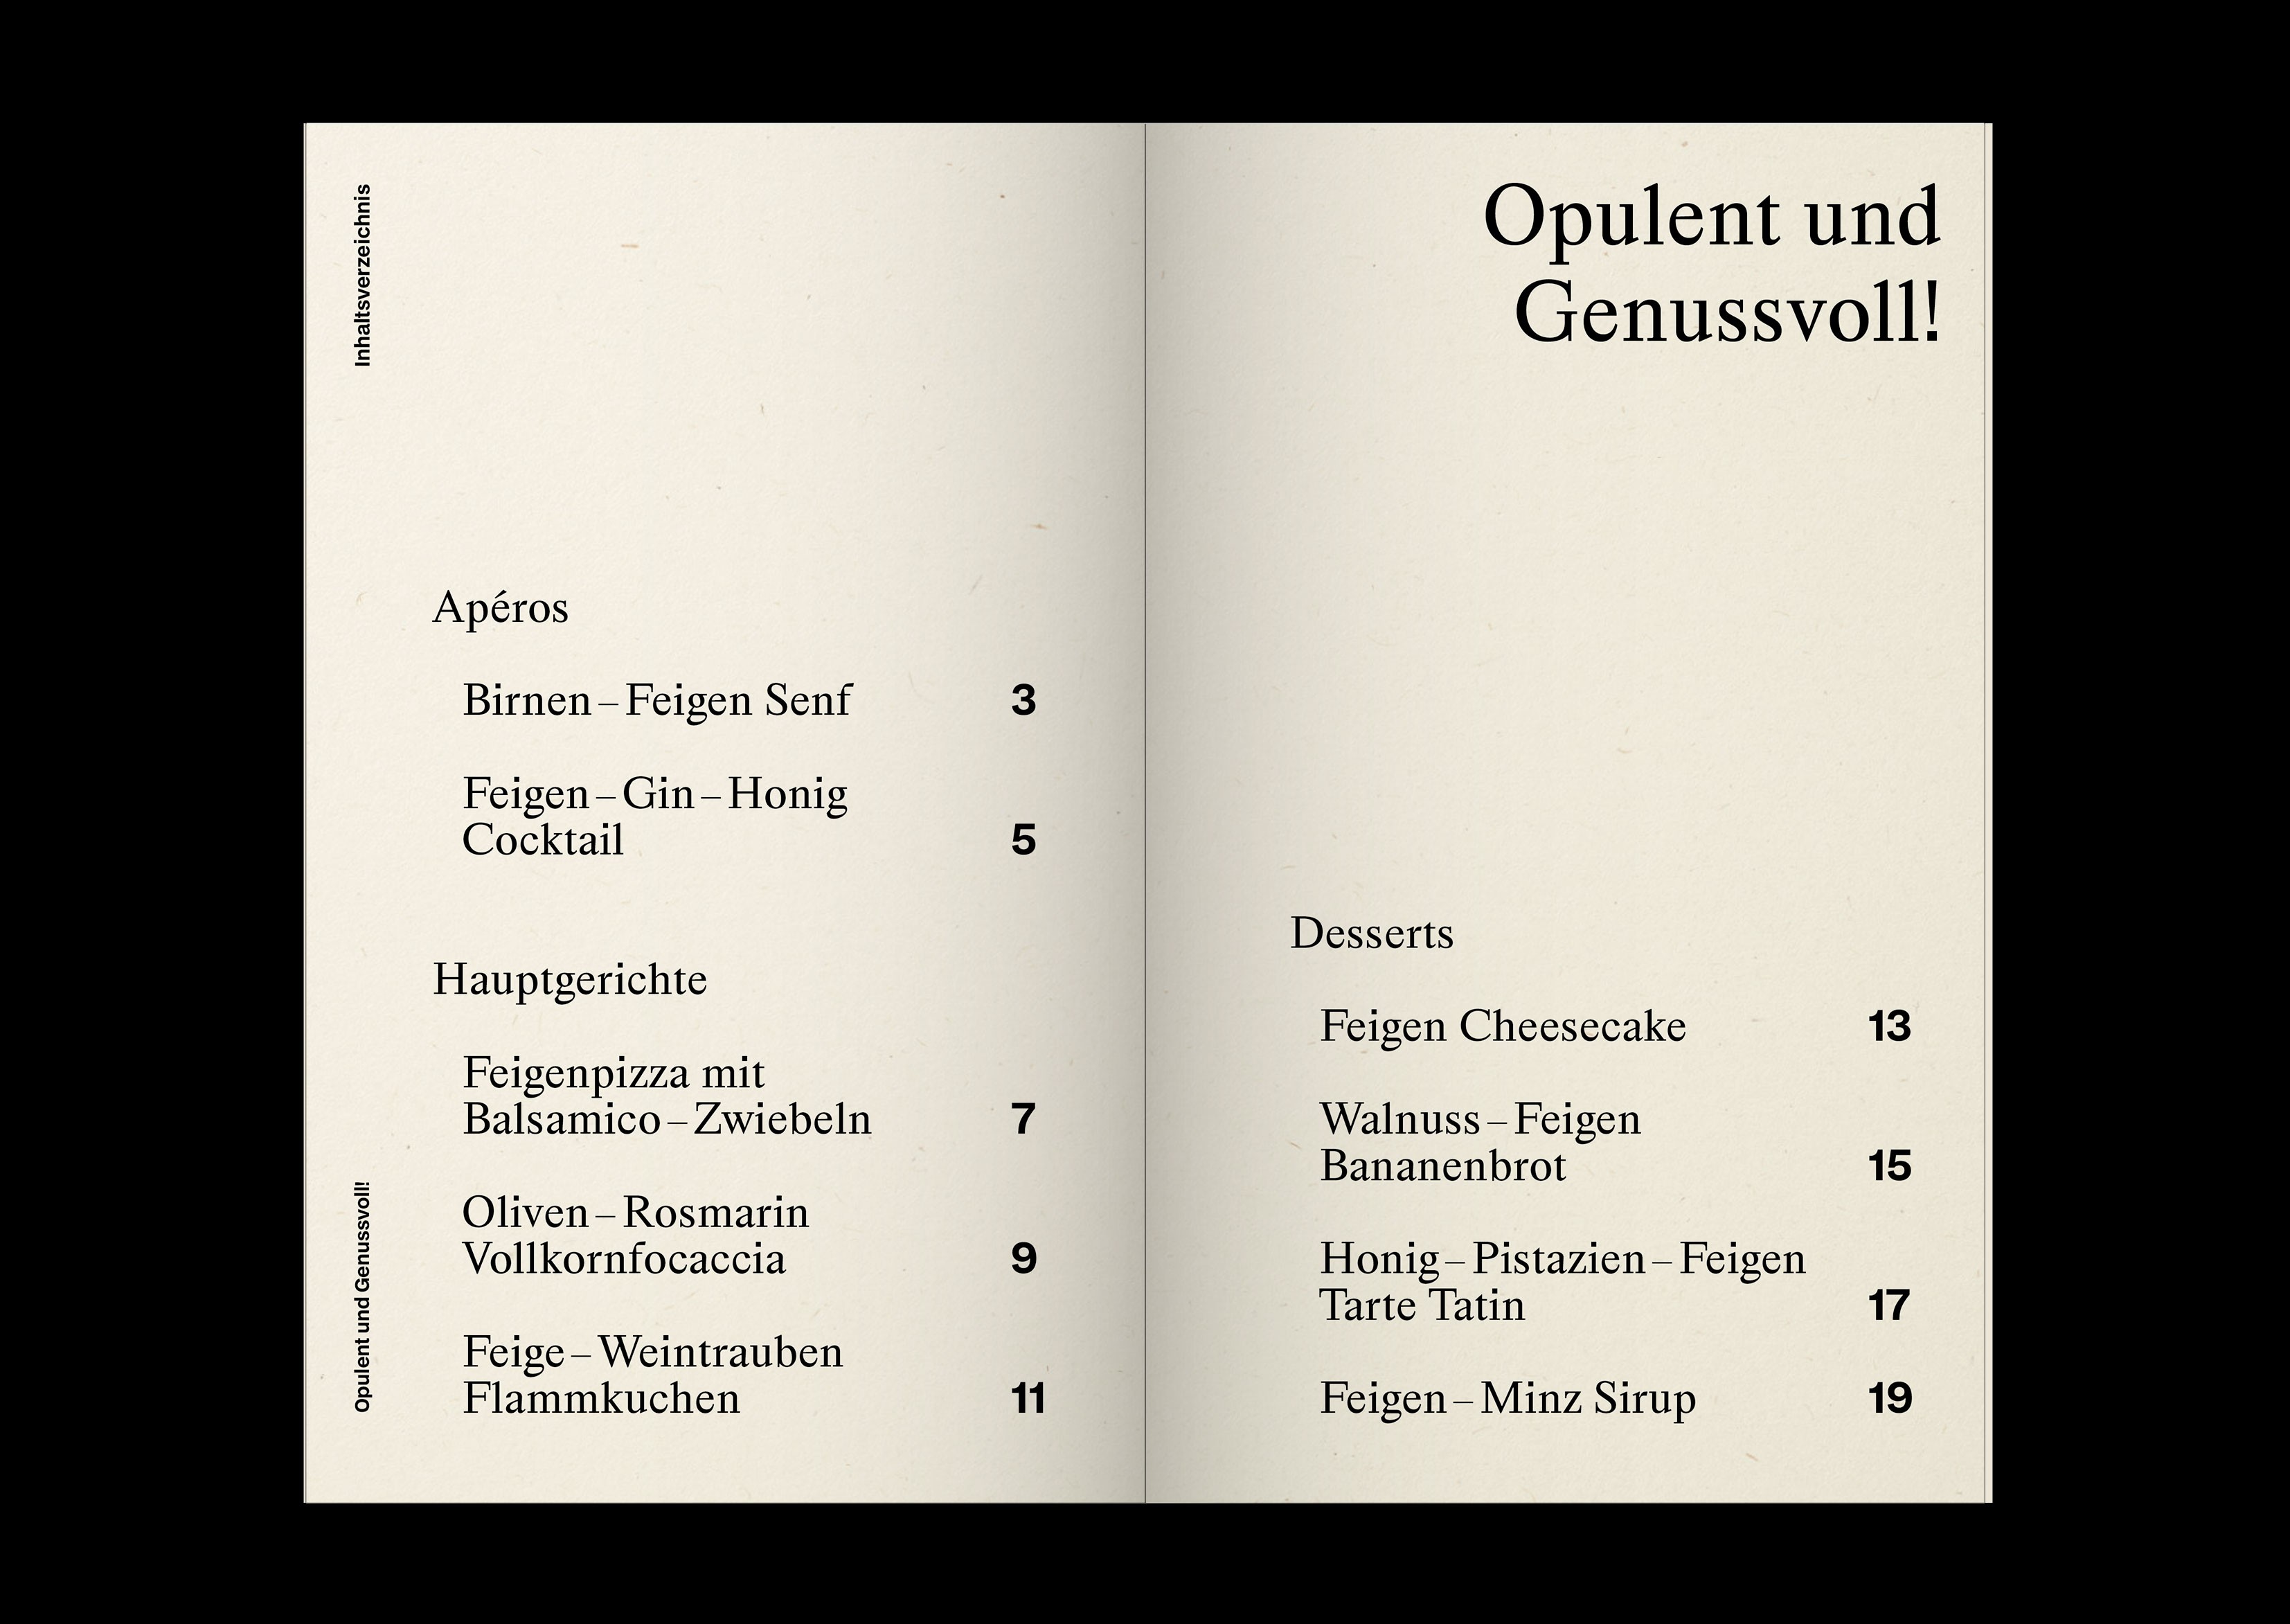 Inhaltsverzeichnis
Apéros
Birnen – Feigen Senf 3
Feigen – Gin – Honig
Cocktail 5
Hauptgerichte
Feigenpizza mit
Balsamico – Zwiebeln 7
Oliven – Rosmarin
Vollkornfocaccia 9
Feige – Weintrauben
Flammkuchen 11
Opulent und Genussvoll!
Opulent und
Genussvoll!
Desserts
Feigen Cheesecake 13
Walnuss – Feigen
Bananenbrot 15
Honig – Pistazien – Feigen
Tarte Tatin 17
Feigen – Minz Sirup 19